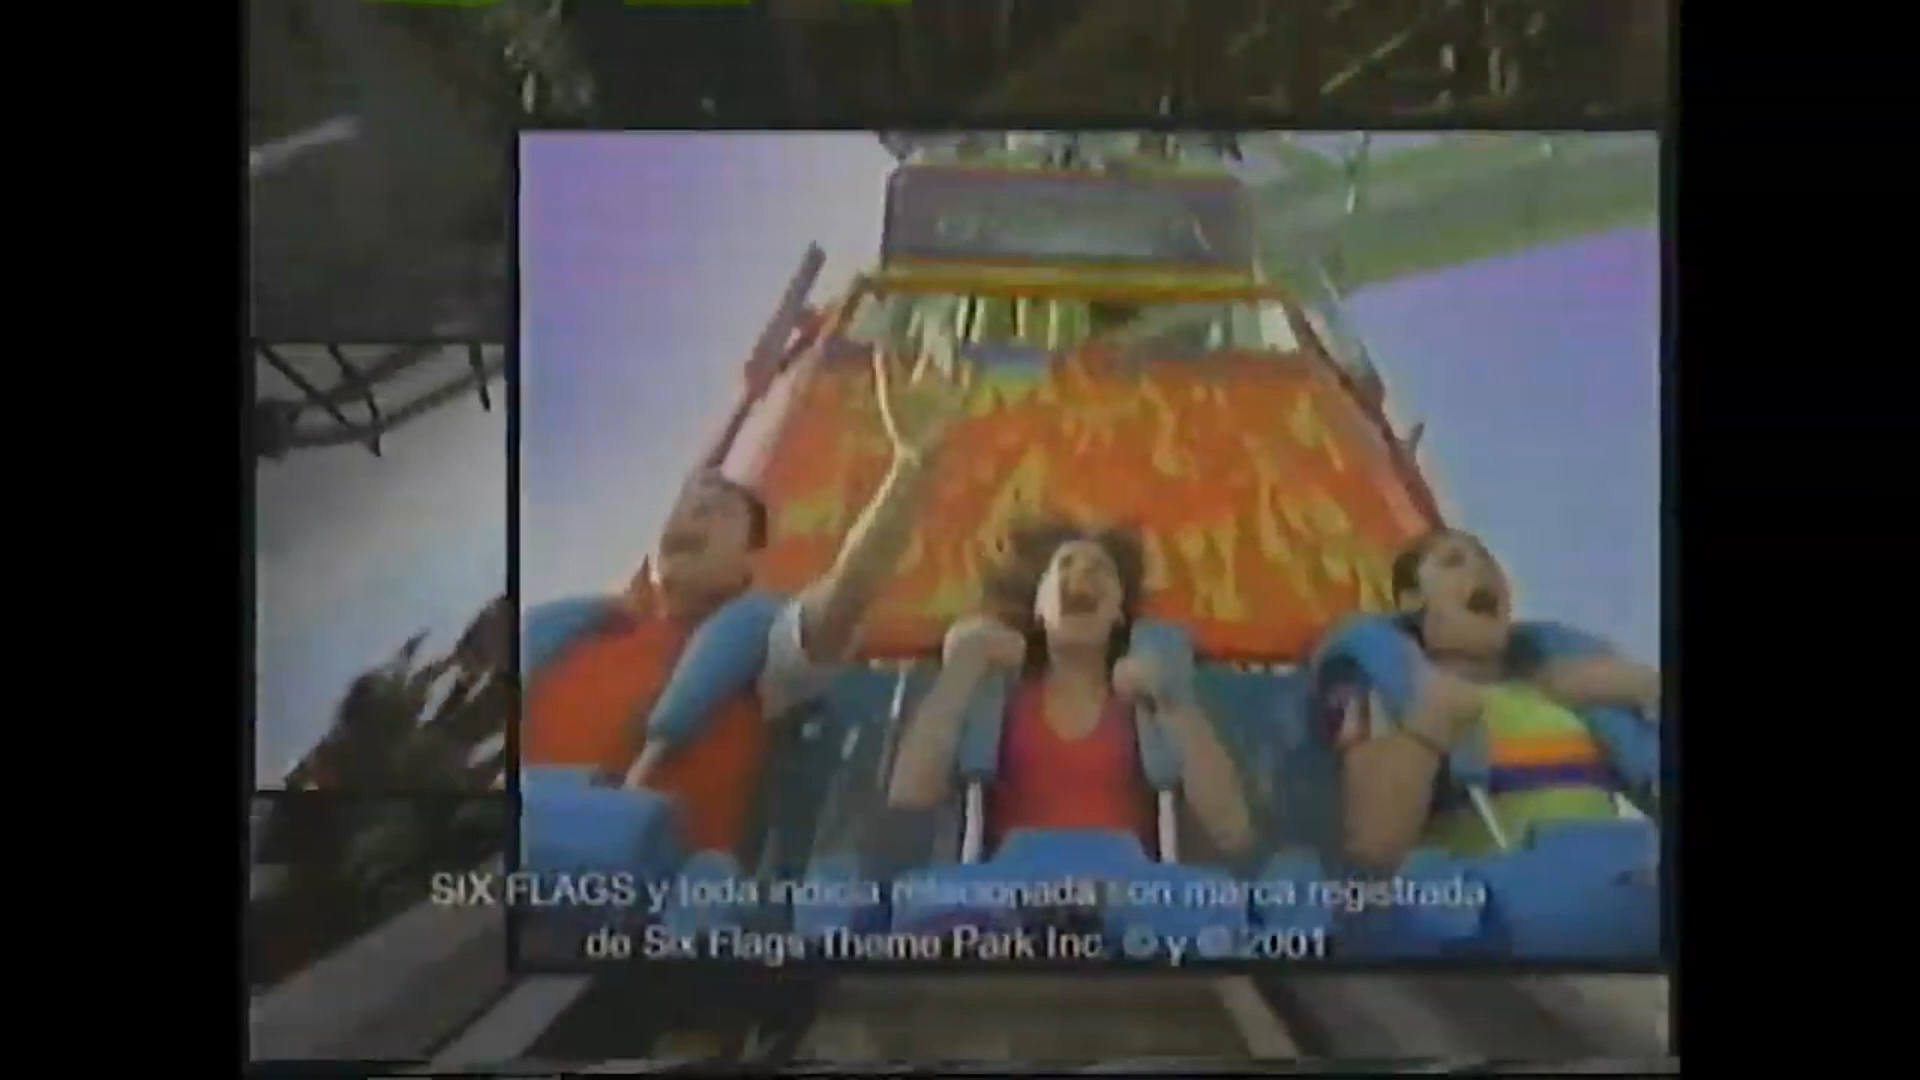 SIX FLAGS y toda indicia relacionada son marca registrada
de Six Flags Theme Park Inc. © y ® 2001